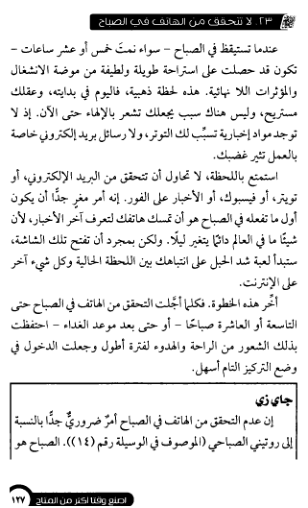 ٢٣. لا تتحقق من الهاتف في الصباح
عندما تستيقظ في الصباح – سواء نمتَ خمس أو عشر ساعات –
تكون قد حصلت على استراحة طويلة ولطيفة من موضة الانشغال
والمؤثرات اللا نهائية. هذه لحظة ذهبية، فاليوم في بدايته، وعقلك
مستريح، وليس هناك سبب يجعلك تشعر بالإلهاء حتى الآن. إذ لا
توجد مواد إخبارية تسبِّب لك التوتر، ولا رسائل بريد إلكتروني خاصة
بالعمل تثير غضبك.
استمتع باللحظة، لا تحاول أن تتحقق من البريد الإلكتروني، أو
تويتر، أو فيسبوك، أو الأخبار على الفور. إنه أمر مغرٍ جدًّا أن يكون
أول ما تفعله في الصباح هو أن تمسك هاتفك لتعرف آخر الأخبار، لأن
شيئًا ما في العالم دائمًا يتغير ليلًا. ولكن بمجرد أن تفتح تلك الشاشة،
ستبدأ لعبة شد الحبل على انتباهك بين اللحظة الحالية وكل شيء آخر
على الإنترنت.
أخِّر هذه الخطوة. فكلما أجَّلت التحقق من الهاتف في الصباح حتى
التاسعة أو العاشرة صباحًا – أو حتى بعد موعد الغداء – احتفظت
بذلك الشعور من الراحة والهدوء لفترة أطول وجعلت الدخول في
وضع التركيز التام أسهل.
جاي زي
إن عدم التحقق من الهاتف في الصباح أمرٌ ضروريٌّ جدًّا بالنسبة
إلى روتيني الصباحي (الموصوف في الوسيلة رقم (١٤)). الصباح هو
اصنع وقتا أكثر من المتاح ١٢٧